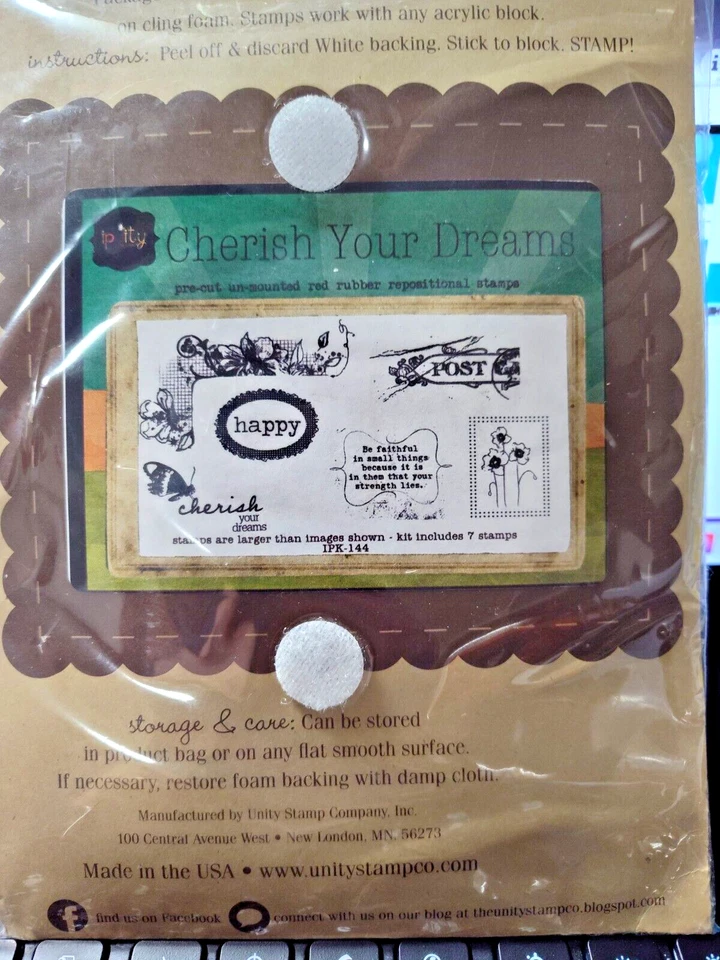 on cling foam. Stamps work with any acrylic block.
instructions: Peel off & discard White backing. Stick to block. STAMP!
Cherish Your Dreams
pre-cut un-mounted red rubber repositional stamps
POST
happy
Be faithful
in small things
because it is
in them that your
strength lies.
cherish
your
dreams
stamps are larger than images shown - kit includes 7 stamps
IPK-144
storage & care: Can be stored
in product bag or on any flat smooth surface.
If necessary, restore foam backing with damp cloth.
Manufactured by Unity Stamp Company, Inc.
100 Central Avenue West • New London, MN. 56273
Made in the USA • www.unitystampco.com
find us on Facebook connect with us on our blog at theunitystampco.blogspot.com